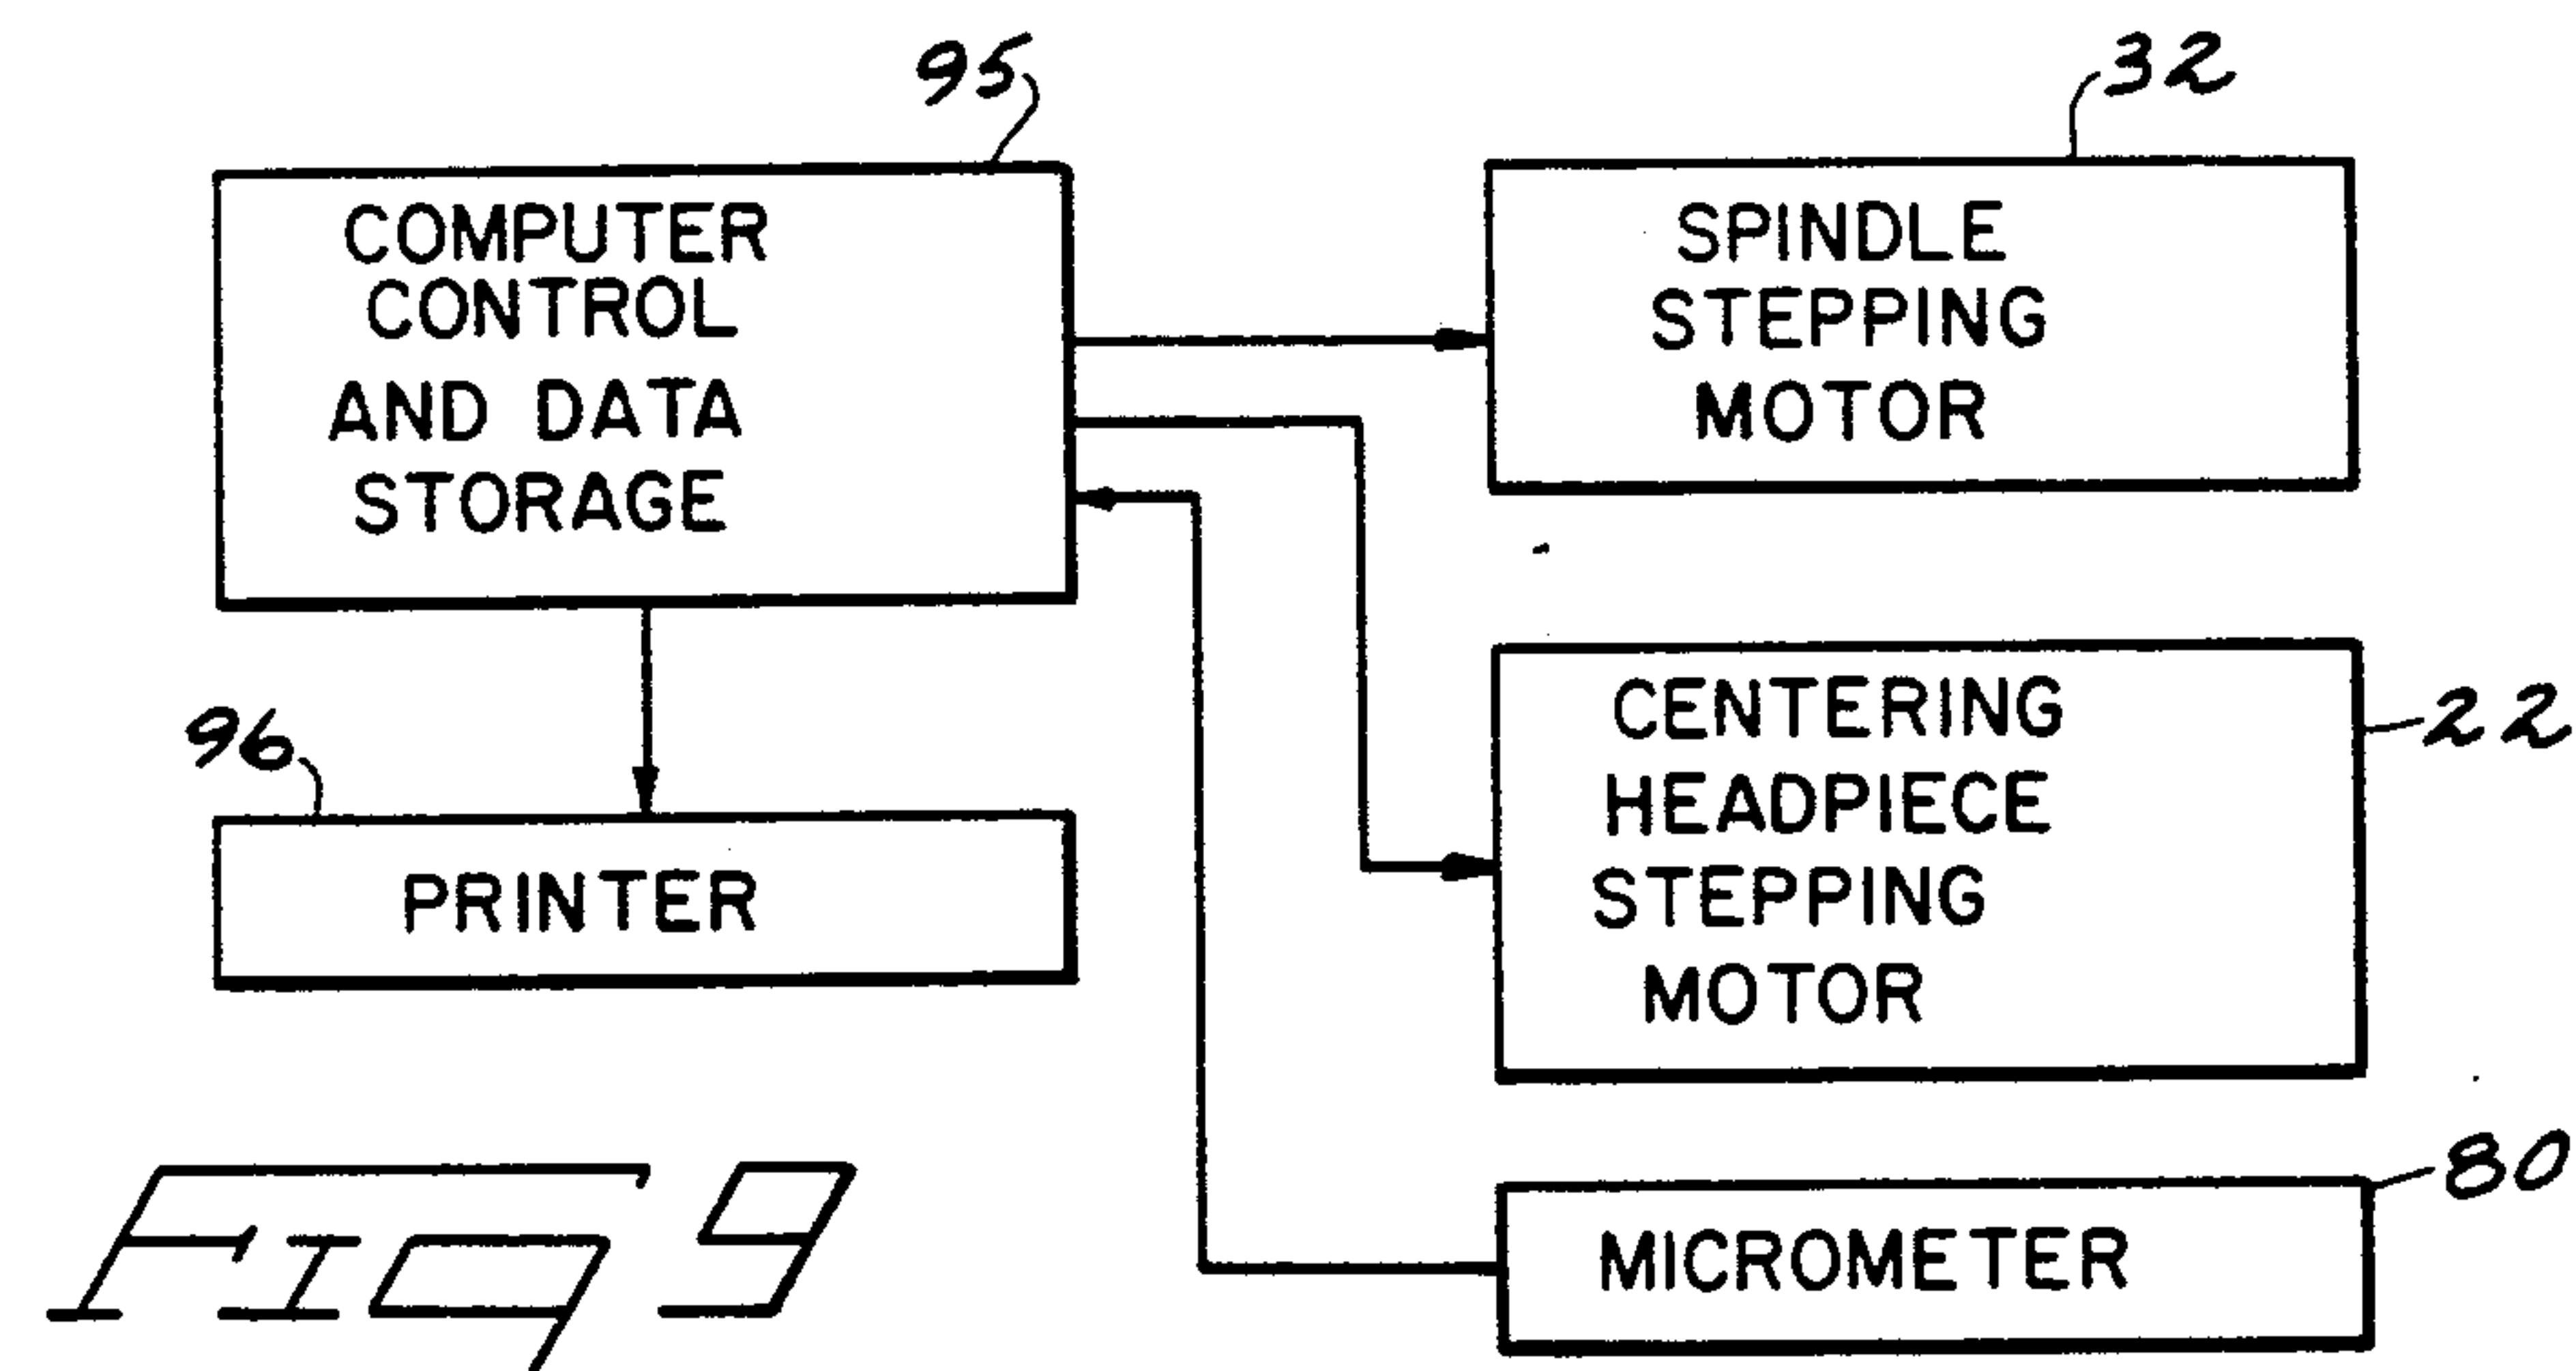 95
COMPUTER
CONTROL
AND DATA
STORAGE
32
SPINDLE
STEPPING
MOTOR
96
PRINTER
CENTERING
HEADPIECE
STEPPING
MOTOR
22
MICROMETER
80
FIG 9